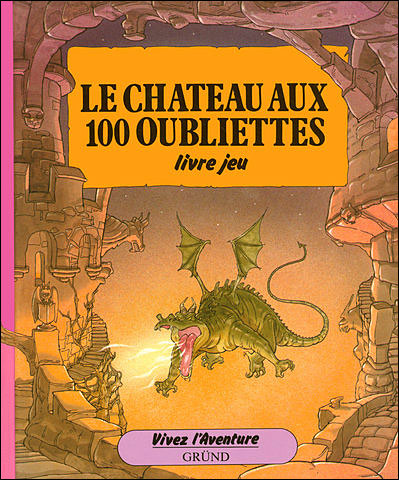 LE CHATEAU AUX
100 OUBLIETTES
livre jeu
Vivez l'Aventure
GRÜND